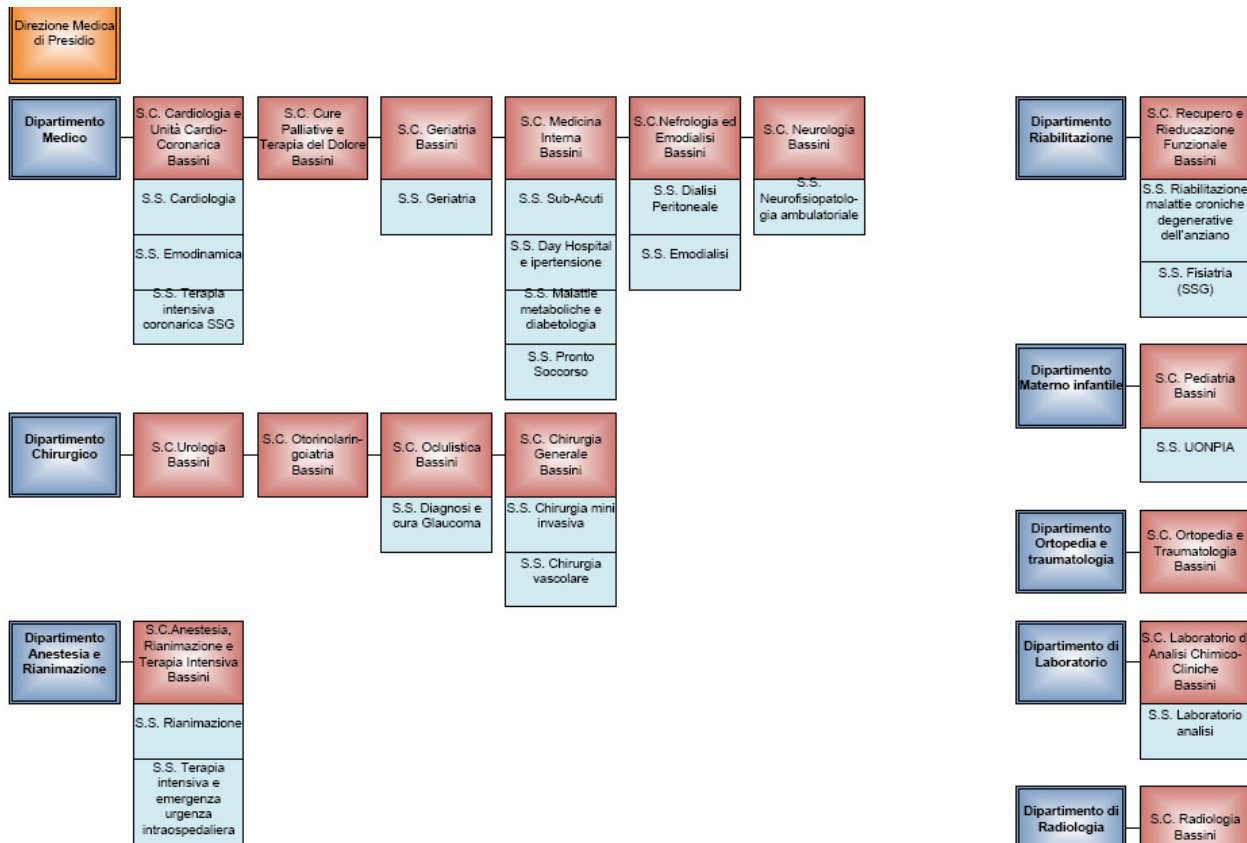 Direzione Medica
di Presidio
Dipartimento
Medico
S.C. Cardiologia e
Unità Cardio-
Coronarica
Bassini
S.S. Cardiologia
S.S. Emodinamica
S.S. Terapia
intensiva
coronarica SSG
S.C. Cure
Palliative e
Terapia del Dolore
Bassini
S.C. Geriatria
Bassini
S.S. Geriatria
S.C. Medicina
Interna
Bassini
S.S. Sub-Acuti
S.S. Day Hospital
e ipertensione
S.S. Malattie
metaboliche e
diabetologia
S.S. Pronto
Soccorso
S.C.Nefrologia ed
Emodialisi
Bassini
S.S. Dialisi
Peritoneale
S.S. Emodialisi
S.C. Neurologia
Bassini
S.S.
Neurofisiopatolo-
gia ambulatoriale
Dipartimento
Riabilitazione
S.C. Recupero e
Rieducazione
Funzionale
Bassini
S.S. Riabilitazione
malattie croniche
degenerative
dell'anziano
S.S. Fisiatria
(SSG)
Dipartimento
Materno infantile
S.C. Pediatria
Bassini
S.S. UONPIA
Dipartimento
Chirurgico
S.C.Urologia
Bassini
S.C. Otorinolarin-
goiatria
Bassini
S.C. Oclulistica
Bassini
S.S. Diagnosi e
cura Glaucoma
S.C. Chirurgia
Generale
Bassini
S.S. Chirurgia mini
invasiva
S.S. Chirurgia
vascolare
Dipartimento
Ortopedia e
traumatologia
S.C. Ortopedia e
Traumatologia
Bassini
Dipartimento
Anestesia e
Rianimazione
S.C.Anestesia,
Rianimazione e
Terapia Intensiva
Bassini
S.S. Rianimazione
S.S. Terapia
intensiva e
emergenza
urgenza
intraospedaliera
Dipartimento di
Laboratorio
S.C. Laboratorio di
Analisi Chimico-
Cliniche
Bassini
S.S. Laboratorio
analisi
Dipartimento di
Radiologia
S.C. Radiologia
Bassini